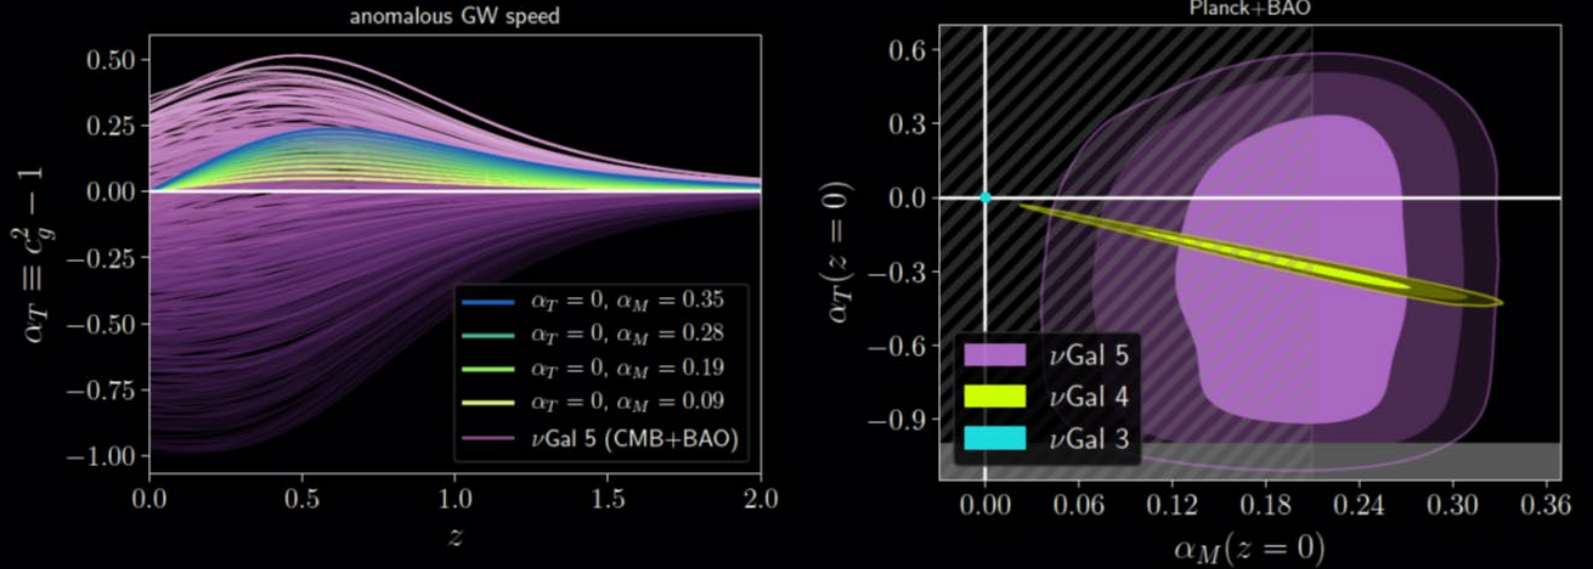 anomalous GW speed
0.50
0.25
0.00
−0.25
−0.50
−0.75
−1.00
α_T ≡ c_g^2 − 1
0.0 0.5 1.0 1.5 2.0
z
α_T = 0, α_M = 0.35
α_T = 0, α_M = 0.28
α_T = 0, α_M = 0.19
α_T = 0, α_M = 0.09
νGal 5 (CMB+BAO)
Planck+BAO
0.6
0.3
0.0
−0.3
−0.6
−0.9
α_T(z = 0)
νGal 5
νGal 4
νGal 3
0.00 0.06 0.12 0.18 0.24 0.30 0.36
α_M(z = 0)